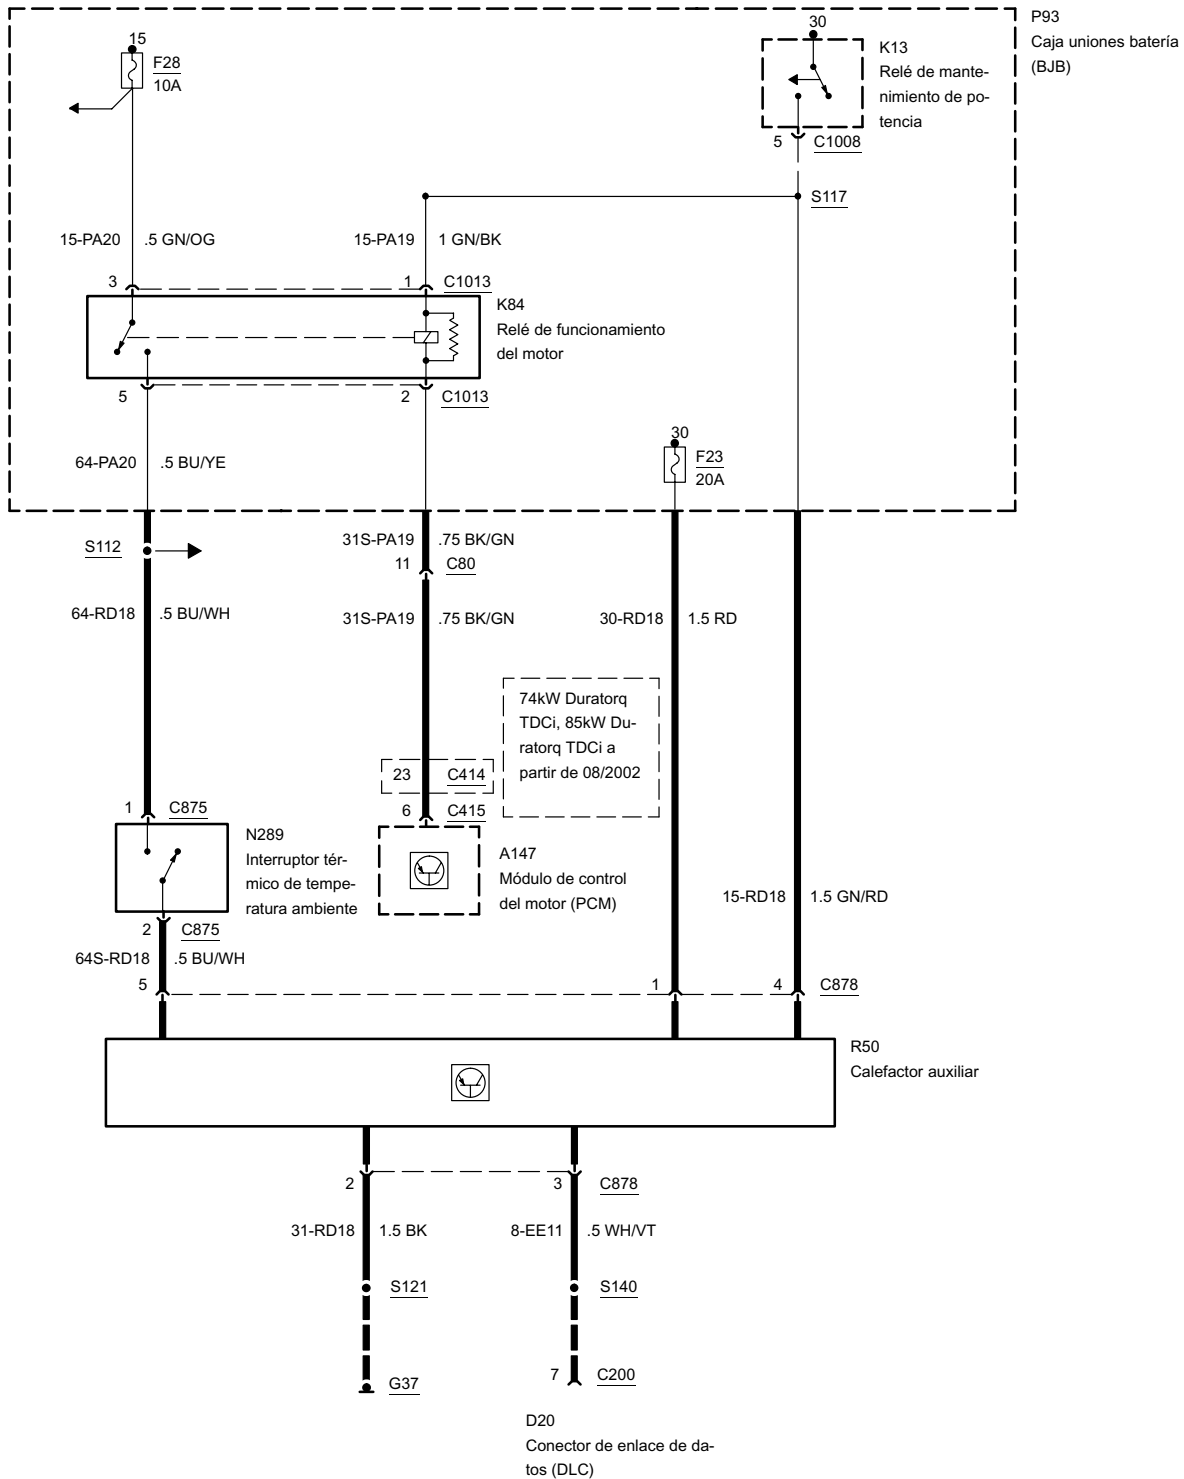 P93
Caja uniones batería
(BJB)
15
F28
10A
30
K13
Relé de mante-
nimiento de po-
tencia
5
C1008
S117
15-PA20
.5 GN/OG
15-PA19
1 GN/BK
3
1
C1013
K84
Relé de funcionamiento
del motor
5
2
C1013
64-PA20
.5 BU/YE
30
F23
20A
S112
31S-PA19
.75 BK/GN
11
C80
64-RD18
.5 BU/WH
31S-PA19
.75 BK/GN
30-RD18
1.5 RD
74kW Duratorq
TDCi, 85kW Du-
ratorq TDCi a
partir de 08/2002
23
C414
1
C875
6
C415
N289
Interruptor tér-
mico de tempe-
ratura ambiente
A147
Módulo de control
del motor (PCM)
15-RD18
1.5 GN/RD
2
C875
64S-RD18
.5 BU/WH
5
1
4
C878
R50
Calefactor auxiliar
2
3
C878
31-RD18
1.5 BK
8-EE11
.5 WH/VT
S121
S140
G37
7
C200
D20
Conector de enlace de da-
tos (DLC)